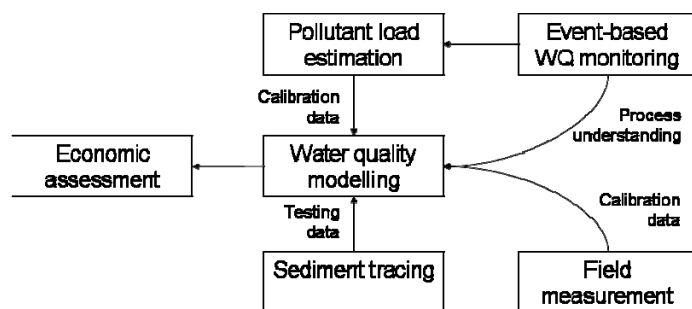 Pollutant load
estimation
Event-based
WQ monitoring
Calibration
data
Process
understanding
Economic
assessment
Water quality
modelling
Testing
data
Calibration
data
Sediment tracing
Field
measurement